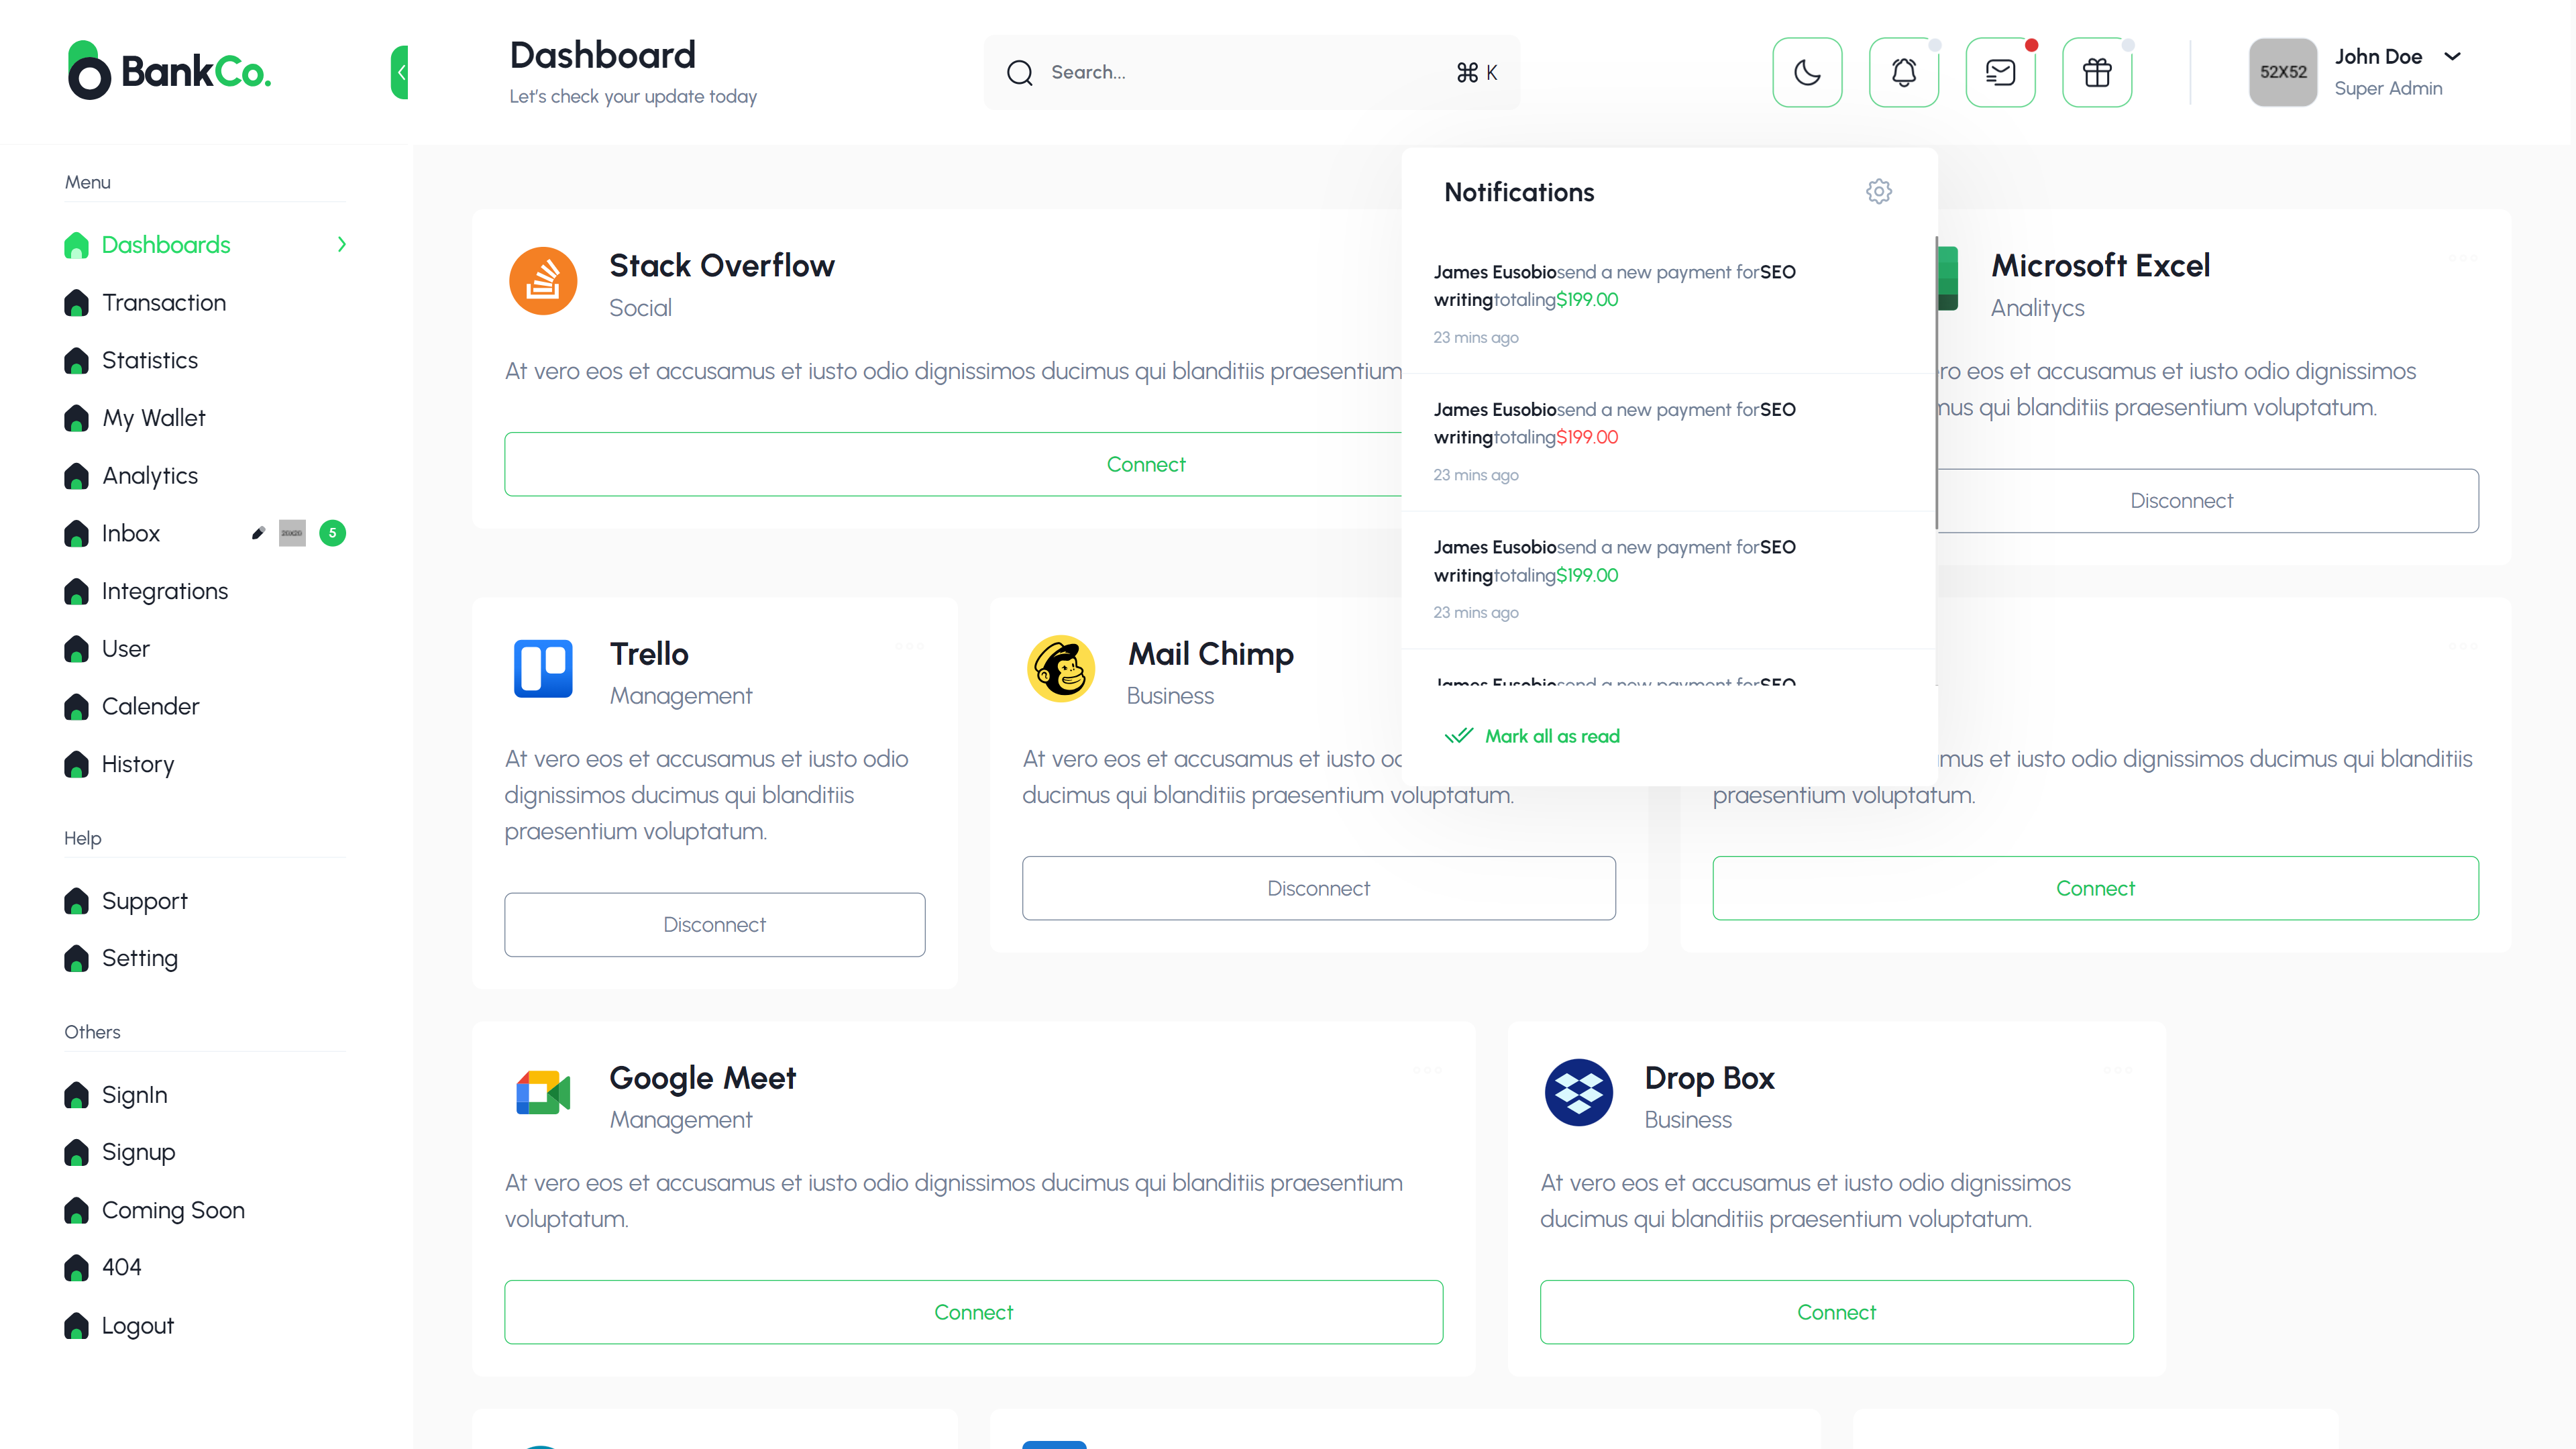 BankCo.
Dashboard
Let's check your update today
Search...
⌘ K
52X52
John Doe
Super Admin
Menu
Dashboards
Transaction
Statistics
My Wallet
Analytics
Inbox
5
Integrations
User
Calender
History
Help
Support
Setting
Others
SignIn
Signup
Coming Soon
404
Logout
Notifications
James Eusobiosend a new payment forSEO
writingtotaling$199.00
23 mins ago
James Eusobiosend a new payment forSEO
writingtotaling$199.00
23 mins ago
James Eusobiosend a new payment forSEO
writingtotaling$199.00
23 mins ago
James Eusobiosend a new payment forSEO
Mark all as read
Stack Overflow
Social
At vero eos et accusamus et iusto odio dignissimos ducimus qui blanditiis praesentium
Connect
Microsoft Excel
Analitycs
eos et accusamus et iusto odio dignissimos
qui blanditiis praesentium voluptatum.
Disconnect
Trello
Management
At vero eos et accusamus et iusto odio
dignissimos ducimus qui blanditiis
praesentium voluptatum.
Disconnect
Mail Chimp
Business
At vero eos et accusamus et iusto
ducimus qui blanditiis praesentium voluptatum.
Disconnect
et iusto odio dignissimos ducimus qui blanditiis
praesentium voluptatum.
Connect
Google Meet
Management
At vero eos et accusamus et iusto odio dignissimos ducimus qui blanditiis praesentium
voluptatum.
Connect
Drop Box
Business
At vero eos et accusamus et iusto odio dignissimos
ducimus qui blanditiis praesentium voluptatum.
Connect